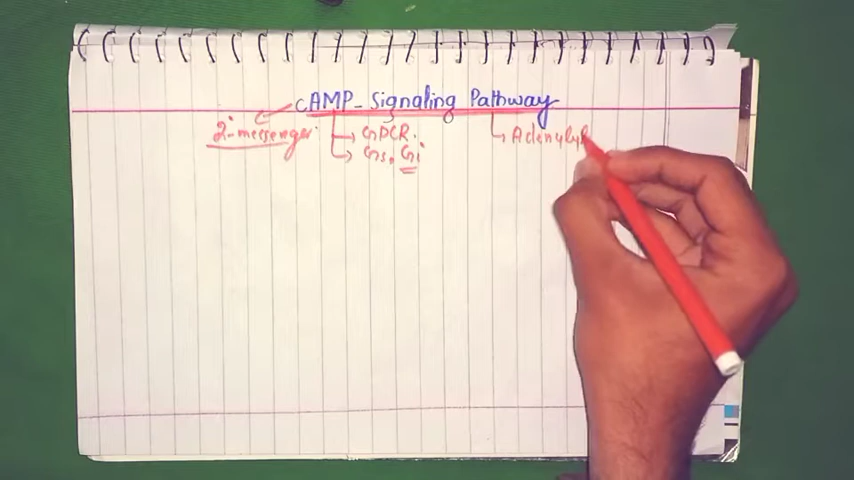 cAMP- Signaling Pathway
2° messenger
→ GPCR.
→ Gs, Gi
→ Adenylyl